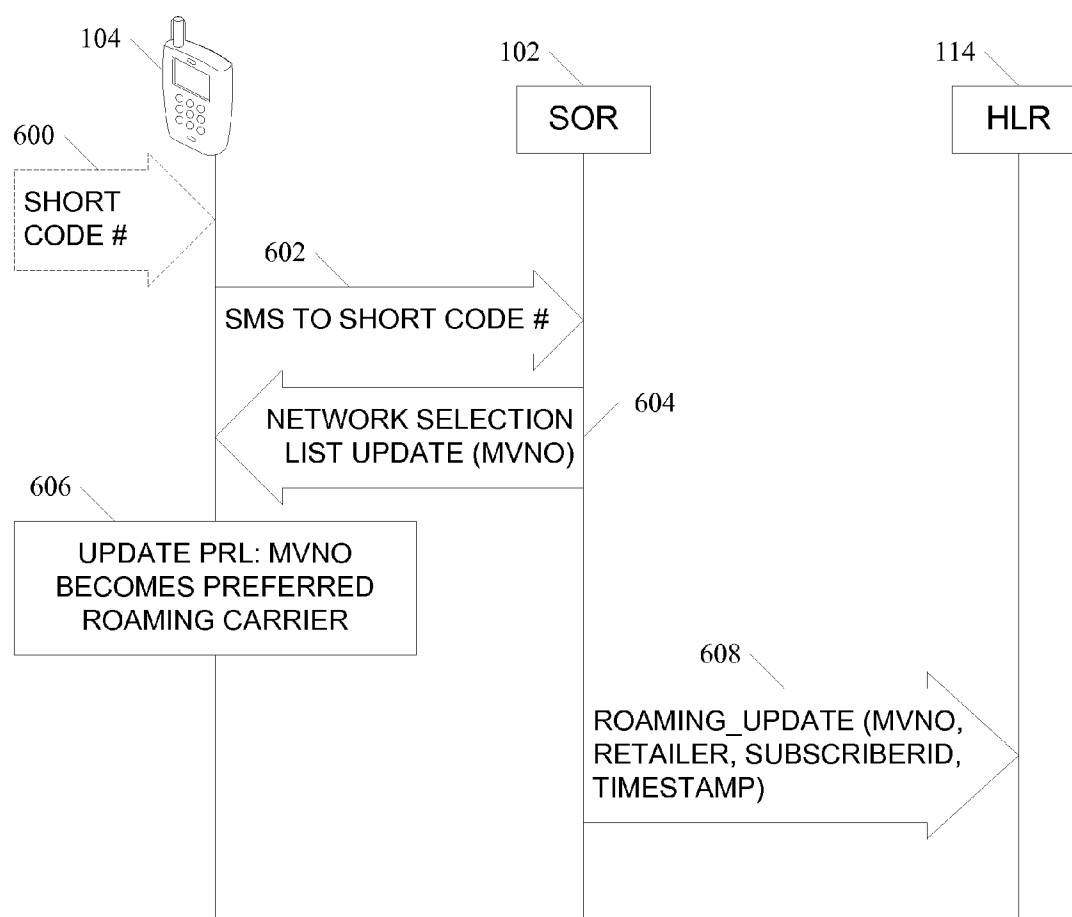 104
102
114
SOR
HLR
600
SHORT
CODE #
602
SMS TO SHORT CODE #
604
NETWORK SELECTION
LIST UPDATE (MVNO)
606
UPDATE PRL: MVNO
BECOMES PREFERRED
ROAMING CARRIER
608
ROAMING_UPDATE (MVNO,
RETAILER, SUBSCRIBERID,
TIMESTAMP)